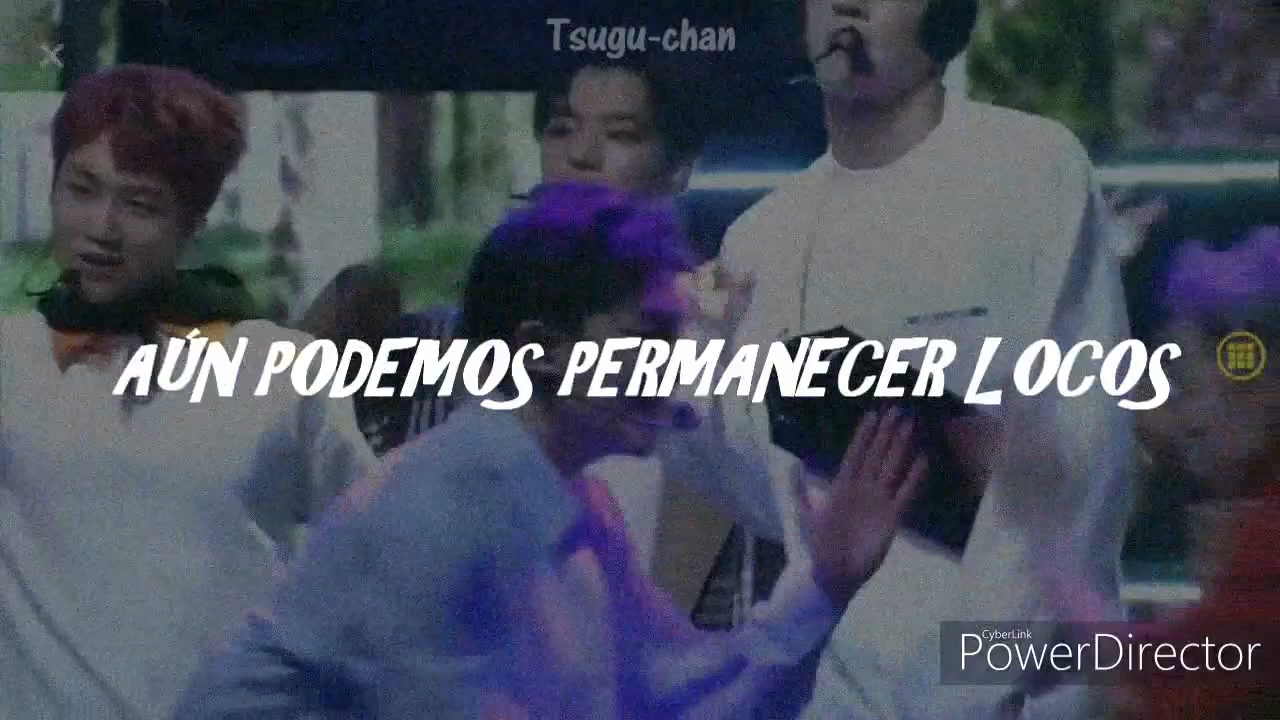 Tsugu-chan
AÚN PODEMOS PERMANECER LOCOS
CyberLink
PowerDirector